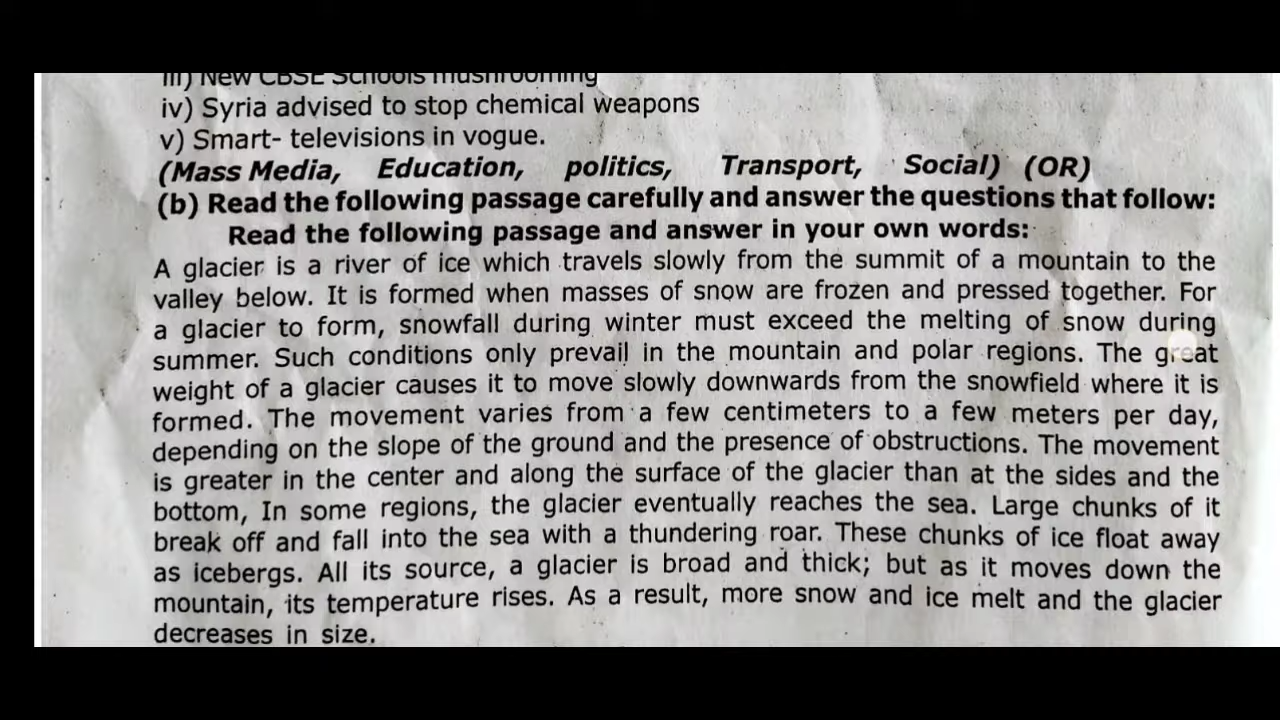 iii) New CBSE Schools mushrooming
iv) Syria advised to stop chemical weapons
v) Smart- televisions in vogue.
(Mass Media, Education, politics, Transport, Social) (OR)
(b) Read the following passage carefully and answer the questions that follow:
Read the following passage and answer in your own words:
A glacier is a river of ice which travels slowly from the summit of a mountain to the
valley below. It is formed when masses of snow are frozen and pressed together. For
a glacier to form, snowfall during winter must exceed the melting of snow during
summer. Such conditions only prevail in the mountain and polar regions. The great
weight of a glacier causes it to move slowly downwards from the snowfield where it is
formed. The movement varies from a few centimeters to a few meters per day,
depending on the slope of the ground and the presence of obstructions. The movement
is greater in the center and along the surface of the glacier than at the sides and the
bottom, In some regions, the glacier eventually reaches the sea. Large chunks of it
break off and fall into the sea with a thundering roar. These chunks of ice float away
as icebergs. All its source, a glacier is broad and thick; but as it moves down the
mountain, its temperature rises. As a result, more snow and ice melt and the glacier
decreases in size.